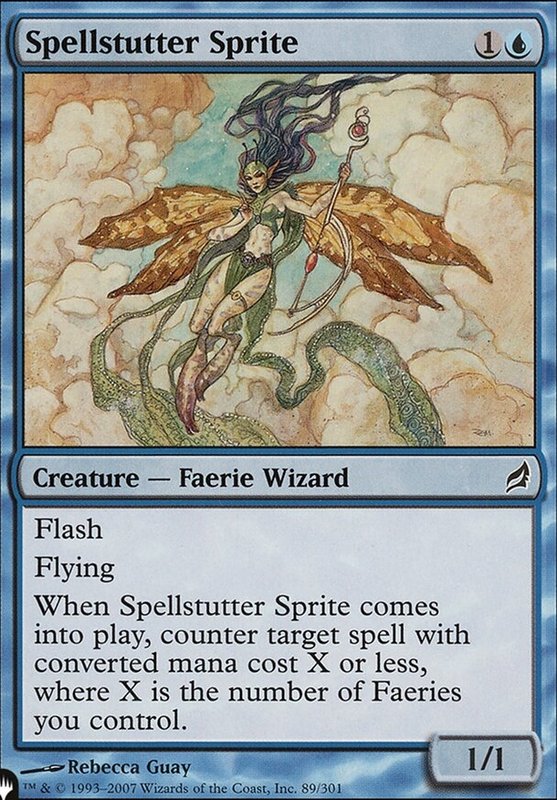 Spellstutter Sprite 1
Creature — Faerie Wizard
Flash
Flying
When Spellstutter Sprite comes
into play, counter target spell with
converted mana cost X or less,
where X is the number of Faeries
you control.
1/1
Rebecca Guay
™ & © 1993–2007 Wizards of the Coast, Inc. 89/301